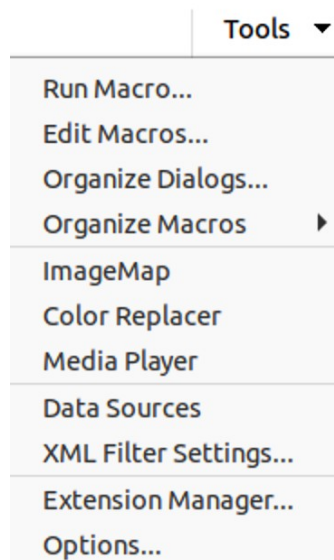 Tools
Run Macro...
Edit Macros...
Organize Dialogs...
Organize Macros
ImageMap
Color Replacer
Media Player
Data Sources
XML Filter Settings...
Extension Manager...
Options...